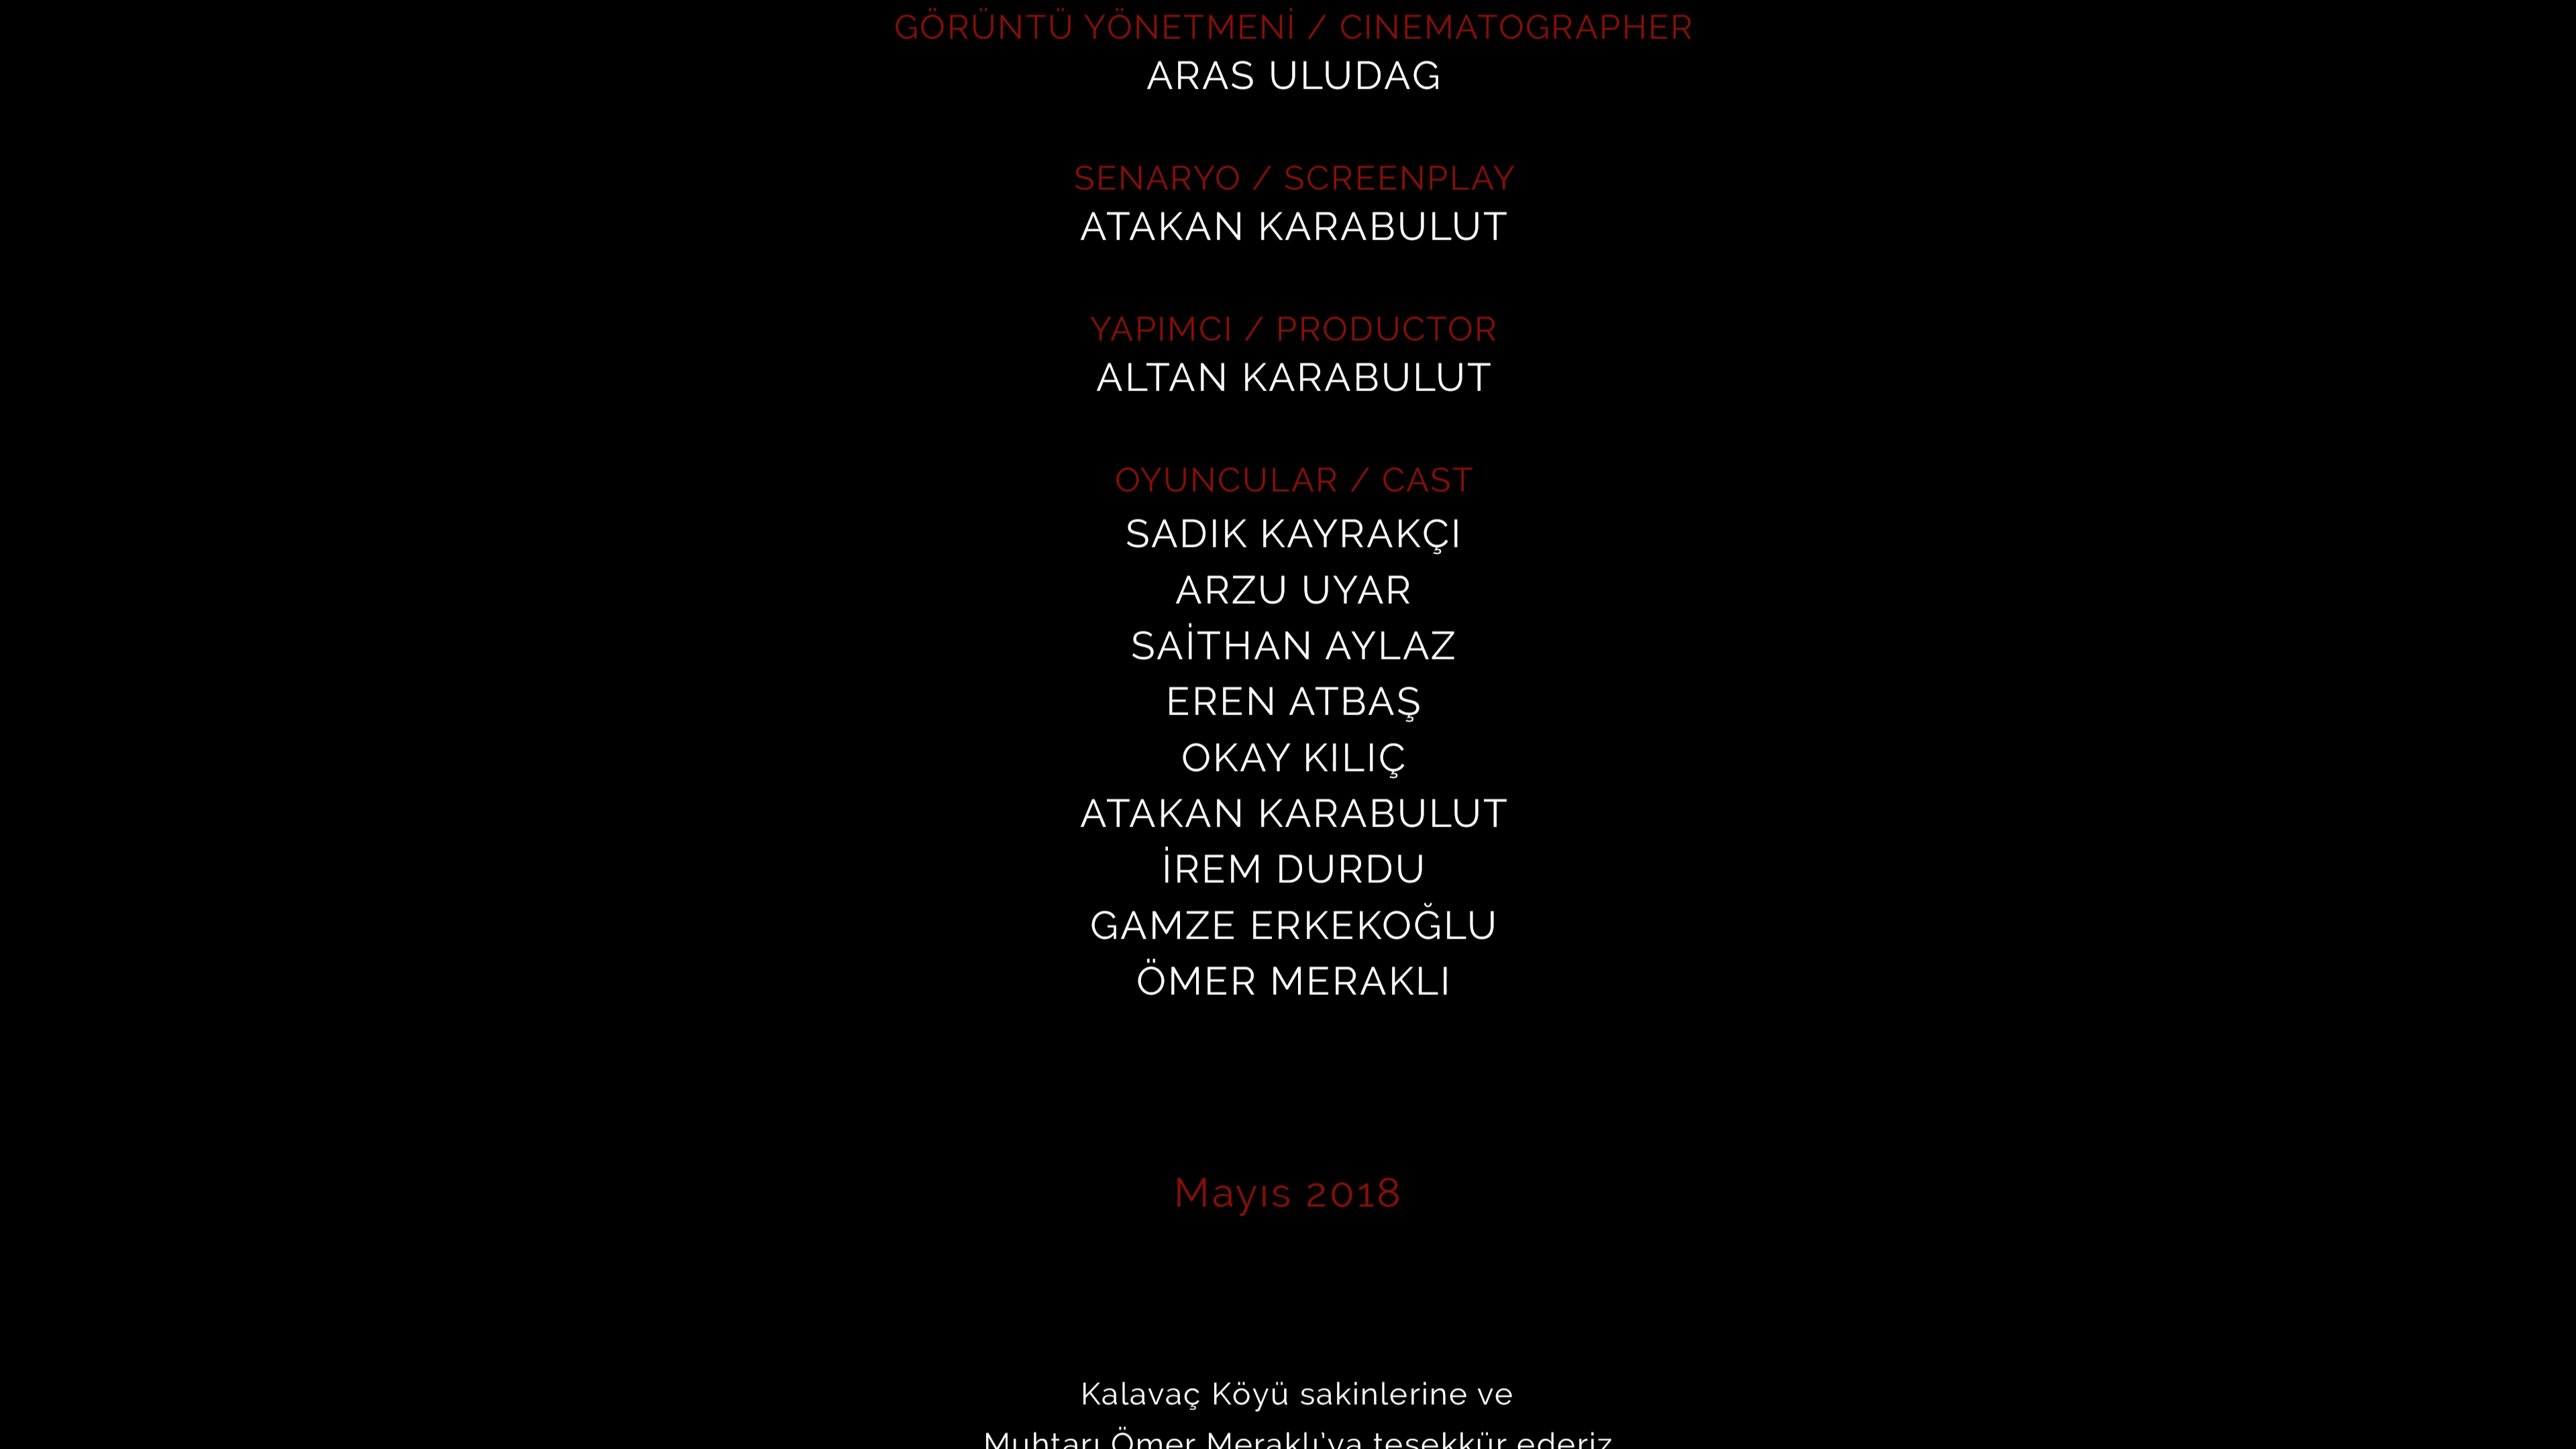 GÖRÜNTÜ YÖNETMENİ / CINEMATOGRAPHER
ARAS ULUDAG
SENARYO / SCREENPLAY
ATAKAN KARABULUT
YAPIMCI / PRODUCTOR
ALTAN KARABULUT
OYUNCULAR / CAST
SADIK KAYRAKÇI
ARZU UYAR
SAİTHAN AYLAZ
EREN ATBAŞ
OKAY KILIÇ
ATAKAN KARABULUT
İREM DURDU
GAMZE ERKEKOĞLU
ÖMER MERAKLI
Mayıs 2018
Kalavaç Köyü sakinlerine ve
Muhtarı Ömer Meraklı'ya teşekkür ederiz